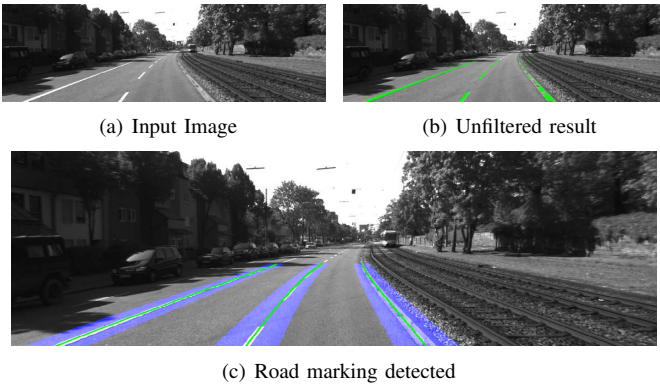 (a) Input Image
(b) Unfiltered result
(c) Road marking detected